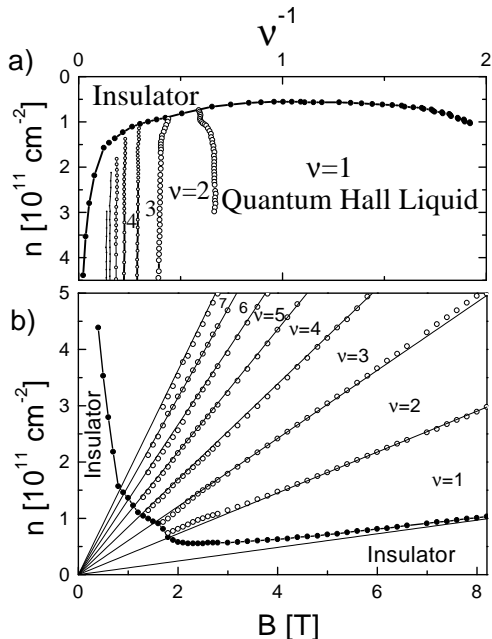 ν⁻¹
0 1 2
a)
0
1
2
3
4
n [10¹¹ cm⁻²]
Insulator
4
3
ν=2
ν=1
Quantum Hall Liquid
b)
5
4
3
2
1
0
n [10¹¹ cm⁻²]
7
6
ν=5
ν=4
ν=3
ν=2
ν=1
Insulator
Insulator
0 2 4 6 8
B [T]